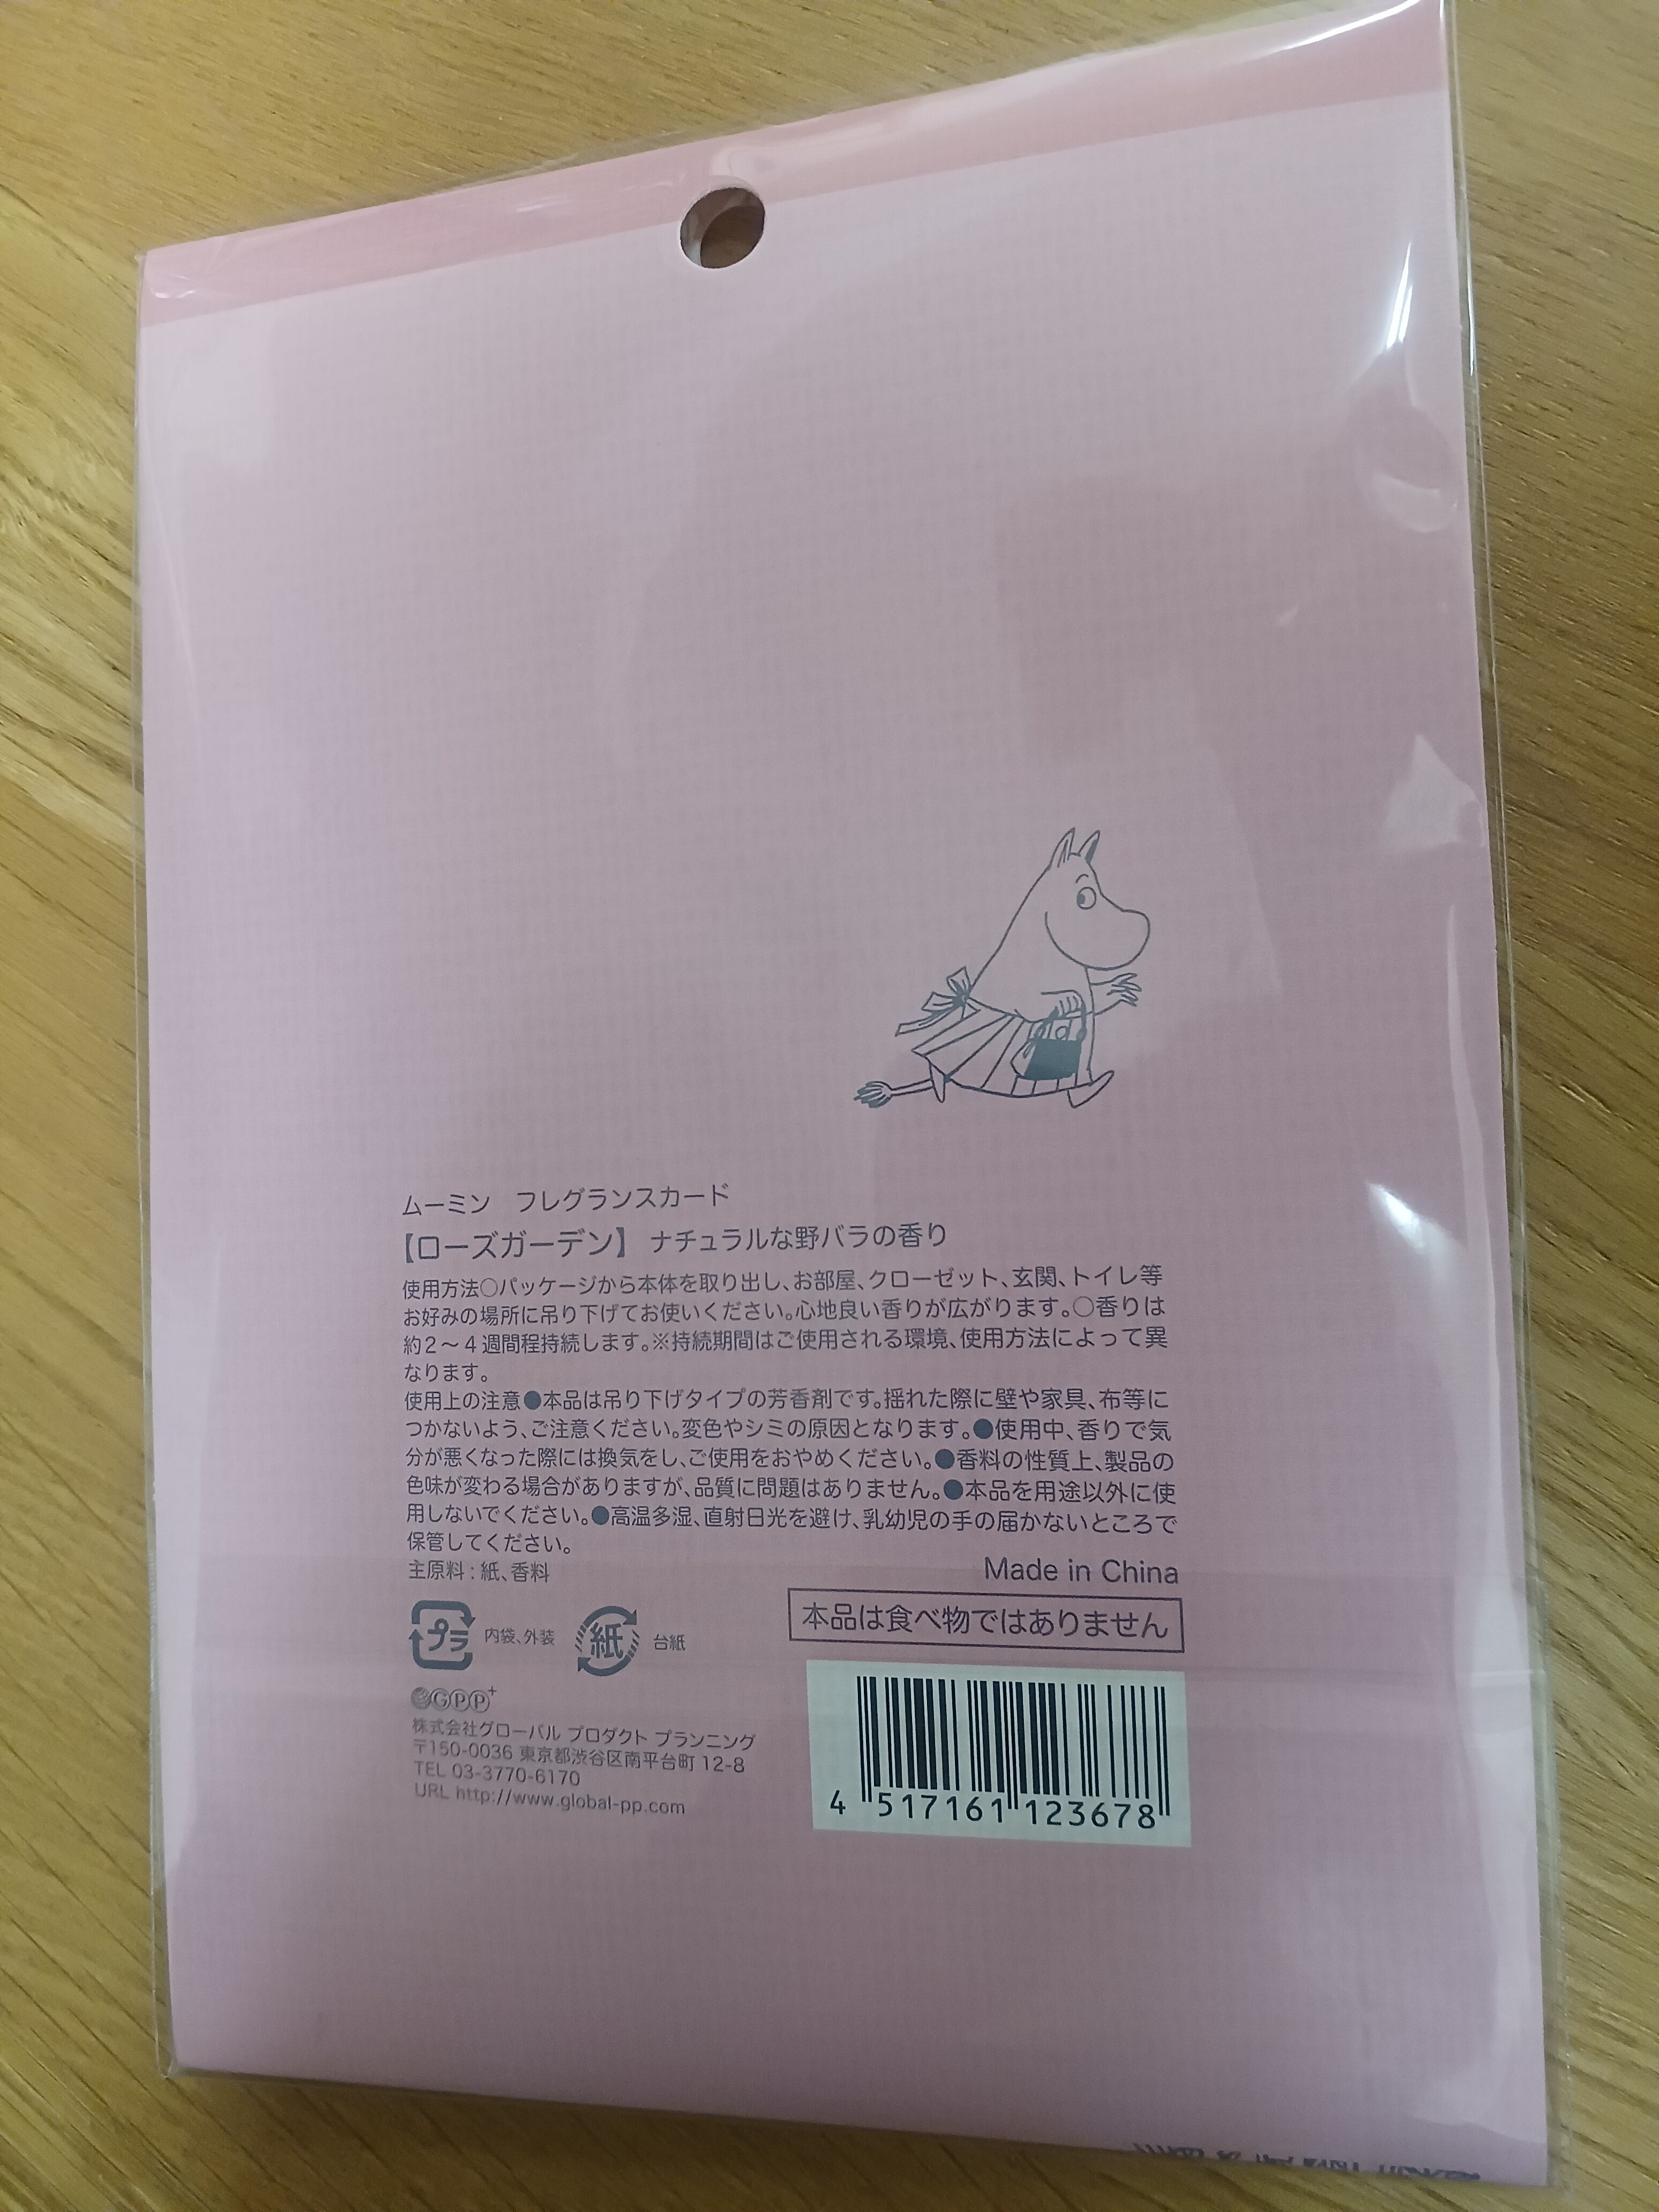 ムーミン　フレグランスカード
【ローズガーデン】 ナチュラルな野バラの香り
使用方法○パッケージから本体を取り出し、お部屋、クローゼット、玄関、トイレ等
お好みの場所に吊り下げてお使いください。心地良い香りが広がります。○香りは
約2～4週間程持続します。※持続期間はご使用される環境、使用方法によって異
なります。
使用上の注意●本品は吊り下げタイプの芳香剤です。揺れた際に壁や家具、布等に
つかないよう、ご注意ください。変色やシミの原因となります。●使用中、香りで気
分が悪くなった際には換気をし、ご使用をおやめください。●香料の性質上、製品の
色味が変わる場合がありますが、品質に問題はありません。●本品を用途以外に使
用しないでください。●高温多湿、直射日光を避け、乳幼児の手の届かないところで
保管してください。
主原料：紙、香料
Made in China
本品は食べ物ではありません
プラ 内袋、外装 紙 台紙
GPP+
株式会社グローバル プロダクト プランニング
〒150-0036 東京都渋谷区南平台町 12-8
TEL 03-3770-6170
URL http://www.global-pp.com
4 517161 123678